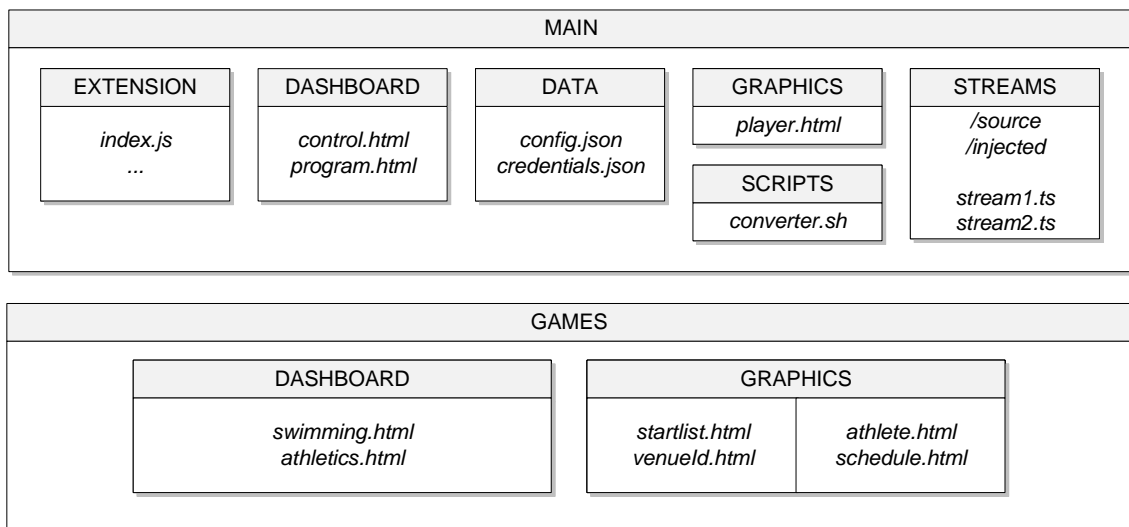 MAIN
EXTENSION
index.js
...
DASHBOARD
control.html
program.html
DATA
config.json
credentials.json
GRAPHICS
player.html
SCRIPTS
converter.sh
STREAMS
/source
/injected
stream1.ts
stream2.ts
GAMES
DASHBOARD
swimming.html
athletics.html
GRAPHICS
startlist.html
venueId.html
athlete.html
schedule.html